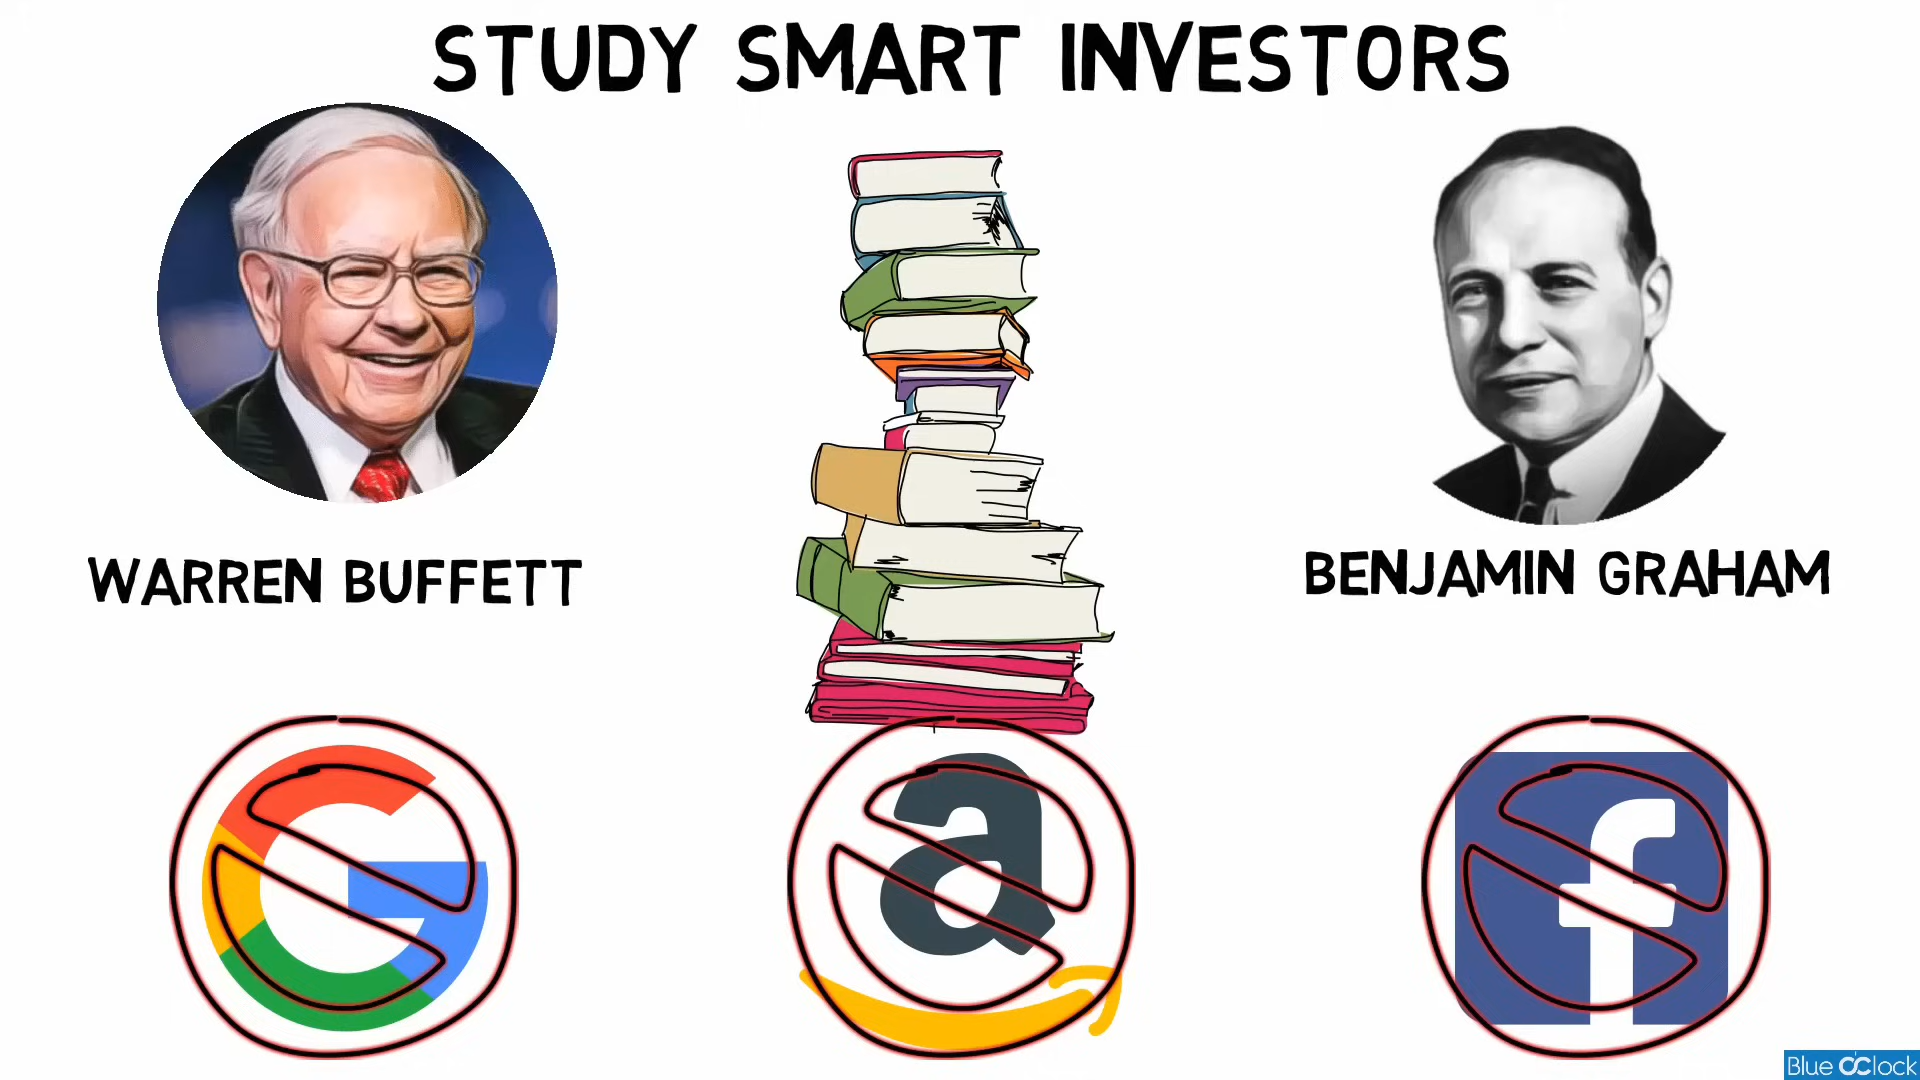 STUDY SMART INVESTORS
WARREN BUFFETT
BENJAMIN GRAHAM
G
a
f
Blue O'Clock